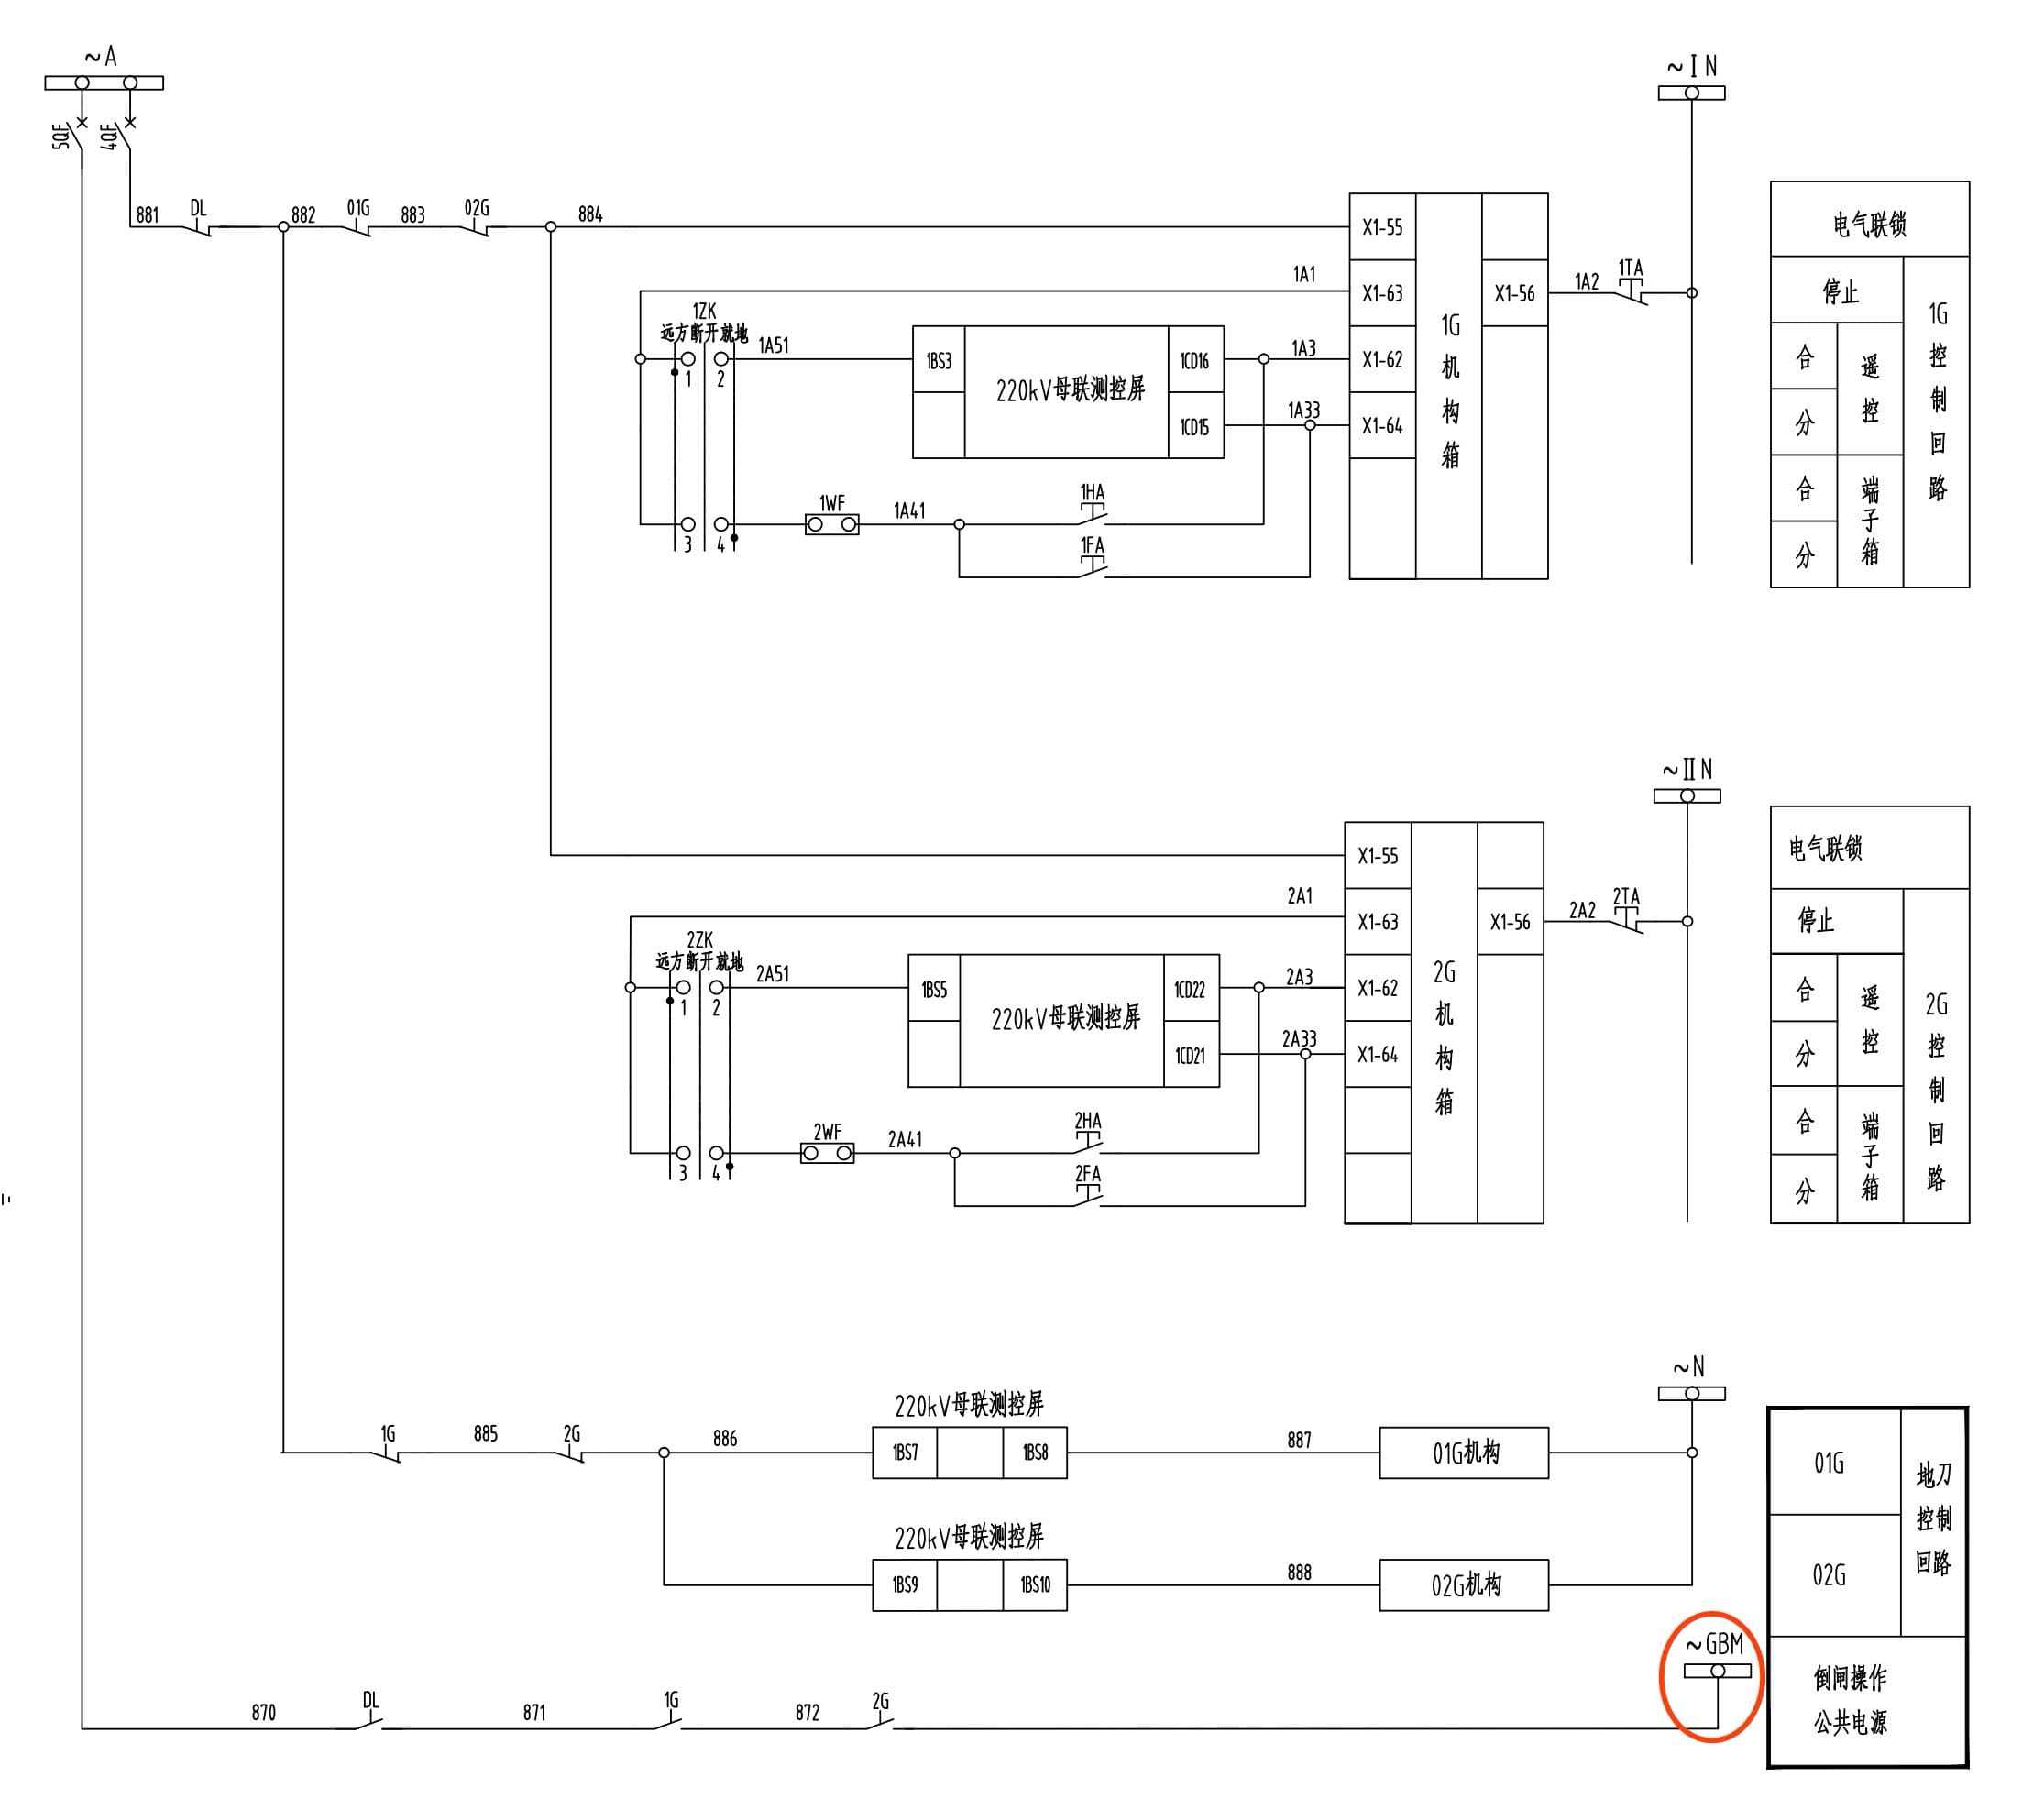 ~A
~ⅠN
5QF
4QF
881
DL
882
01G
883
02G
884
X1-55
1A1
X1-63
X1-56
1A2
1TA
1ZK
远方断开就地
1
2
1A51
1BS3
220kV母联测控屏
1CD16
1A3
X1-62
1CD15
1A33
X1-64
1G机构箱
3
4
1WF
1A41
1HA
1FA
电气联锁
停止
合
分
遥控
合
分
端子箱
1G控制回路
~ⅡN
X1-55
2A1
X1-63
X1-56
2A2
2TA
2ZK
远方断开就地
1
2
2A51
1BS5
220kV母联测控屏
1CD22
2A3
X1-62
1CD21
2A33
X1-64
2G机构箱
3
4
2WF
2A41
2HA
2FA
电气联锁
停止
合
分
遥控
合
分
端子箱
2G控制回路
~N
1G
885
2G
886
220kV母联测控屏
1BS7
1BS8
887
01G机构
220kV母联测控屏
1BS9
1BS10
888
02G机构
01G
02G
地刀
控制
回路
~GBM
870
DL
871
1G
872
2G
倒闸操作
公共电源